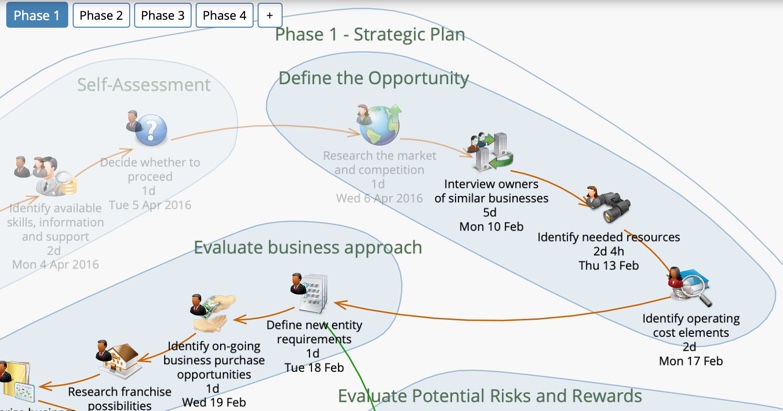 Phase 1
Phase 2
Phase 3
Phase 4
+
Phase 1 - Strategic Plan
Self-Assessment
Define the Opportunity
Decide whether to
proceed
1d
Tue 5 Apr 2016
Identify available
skills, information
and support
2d
Mon 4 Apr 2016
Research the market
and competition
1d
Wed 6 Apr 2016
Interview owners
of similar businesses
5d
Mon 10 Feb
Identify needed resources
2d 4h
Thu 13 Feb
Identify operating
cost elements
2d
Mon 17 Feb
Evaluate business approach
Define new entity
requirements
1d
Tue 18 Feb
Identify on-going
business purchase
opportunities
1d
Wed 19 Feb
Research franchise
possibilities
Evaluate Potential Risks and Rewards